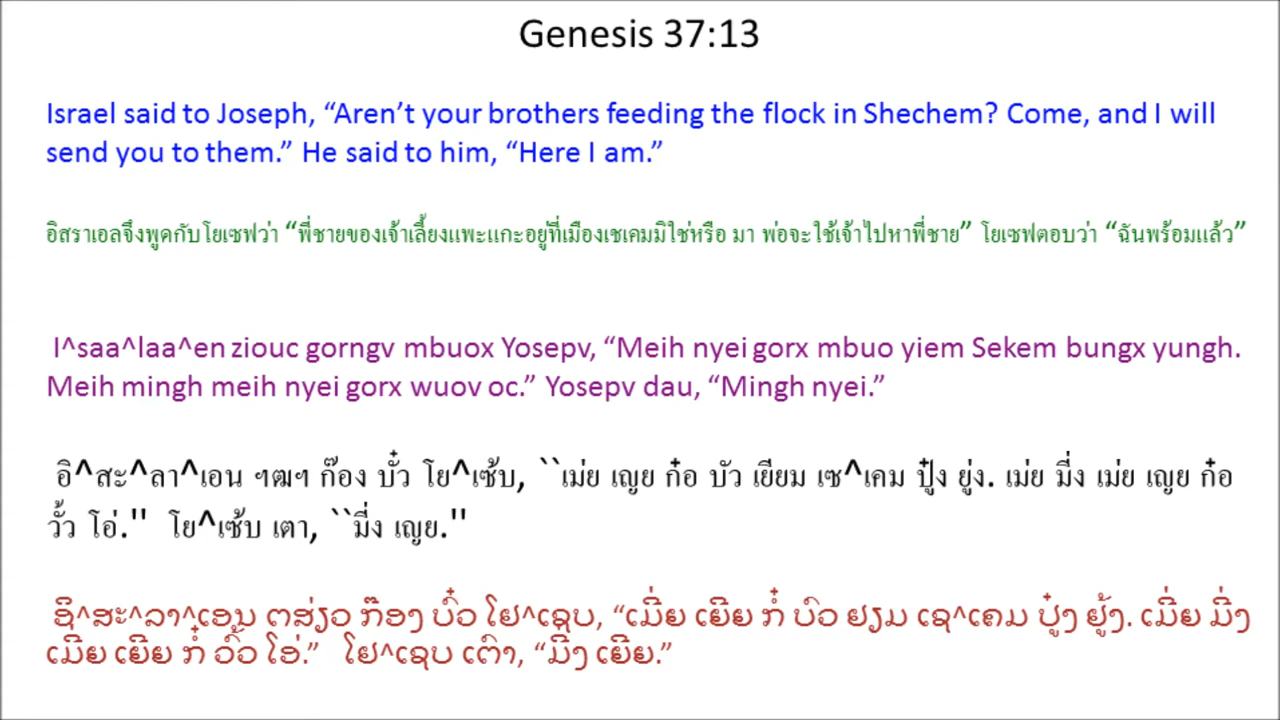 Genesis 37:13
Israel said to Joseph, “Aren’t your brothers feeding the flock in Shechem? Come, and I will
send you to them.” He said to him, “Here I am.”
อิสราเอลจึงพูดกับโยเซฟว่า “พี่ชายของเจ้าเลี้ยงแพะแกะอยู่ที่เมืองเชเคมมิใช่หรือ มา พ่อจะใช้เจ้าไปหาพี่ชาย” โยเซฟตอบว่า “ฉันพร้อมแล้ว”
I^saa^laa^en ziouc gorngv mbuox Yosepv, “Meih nyei gorx mbuo yiem Sekem bungx yungh.
Meih mingh meih nyei gorx wuov oc.” Yosepv dau, “Mingh nyei.”
อิ^สะ^ลา^เอน ฯฒฯ ก๊อง บั๋ว โย^เซ้บ, ``เม่ย เญย ก๋อ บัว เยียม เซ^เคม ปู๋ง ยู่ง. เม่ย มี่ง เม่ย เญย ก๋อ
วั้ว โอ่." โย^เซ้บ เตา, ``มี่ง เญย."
ອິ^ສະ^ລາ^ເອນ ຕສ່ຽວ ກ໊ອງ ບົ໋ວ ໂຢ^ເຊບ, “ເມີ່ຍ ເຍີຍ ກໍ໋ ບົວ ຢຽມ ເຊ^ເຄມ ປູ໋ງ ຢູ້ງ. ເມີ່ຍ ມີ່ງ
ເມີຍ ເຍີຍ ກໍ໋ ວົ້ວ ໂອ່.” ໂຢ^ເຊບ ເຕົາ, “ມີ່ງ ເຍີຍ.”